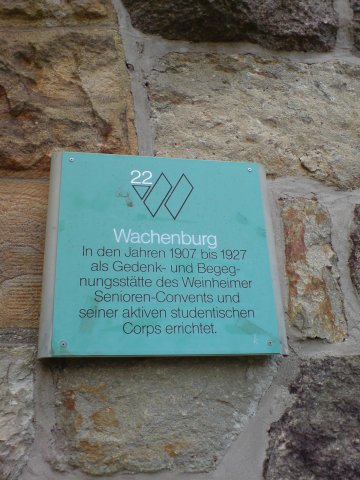 22
Wachenburg
In den Jahren 1907 bis 1927
als Gedenk- und Begeg-
nungsstätte des Weinheimer
Senioren-Convents und
seiner aktiven studentischen
Corps errichtet.